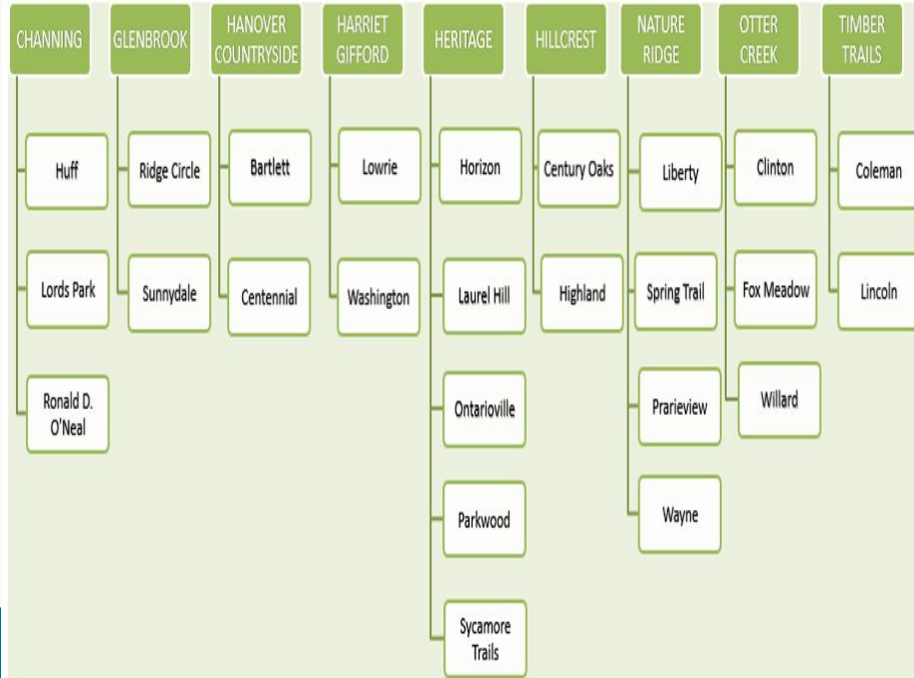 CHANNING
Huff
Lords Park
Ronald D.
O'Neal
GLENBROOK
Ridge Circle
Sunnydale
HANOVER
COUNTRYSIDE
Bartlett
Centennial
HARRIET
GIFFORD
Lowrie
Washington
HERITAGE
Horizon
Laurel Hill
Ontarioville
Parkwood
Sycamore
Trails
HILLCREST
Century Oaks
Highland
NATURE
RIDGE
Liberty
Spring Trail
Prarieview
Wayne
OTTER
CREEK
Clinton
Fox Meadow
Willard
TIMBER
TRAILS
Coleman
Lincoln